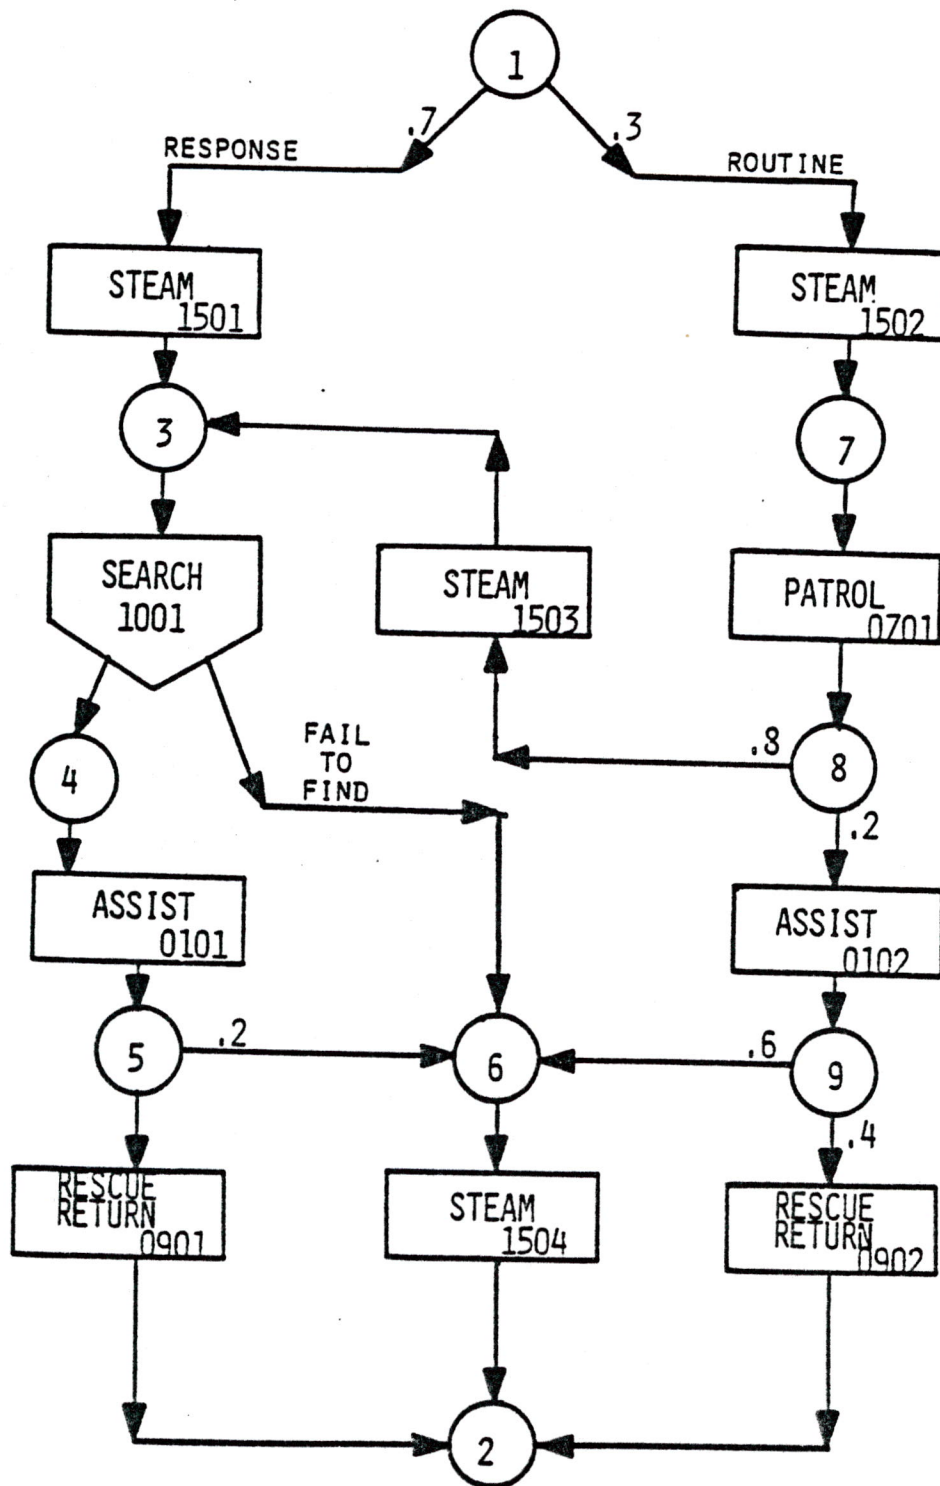 1
.7
.3
RESPONSE
ROUTINE
STEAM
1501
STEAM
1502
3
7
SEARCH
1001
STEAM
1503
PATROL
0701
FAIL
TO
FIND
.8
4
8
.2
ASSIST
0101
ASSIST
0102
5
.2
6
.6
9
.4
RESCUE
RETURN
0901
STEAM
1504
RESCUE
RETURN
0902
2